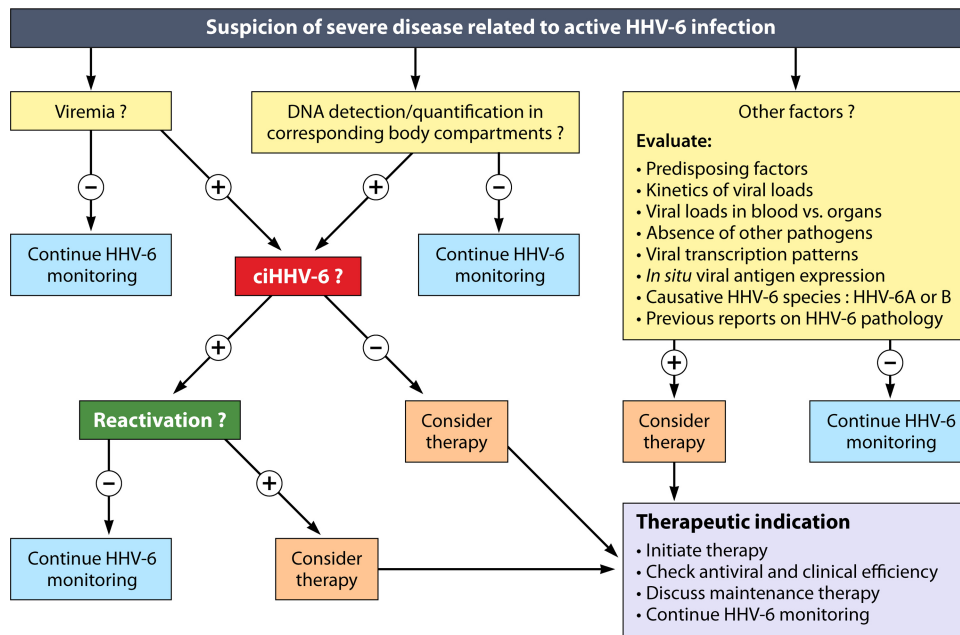 Suspicion of severe disease related to active HHV-6 infection
Viremia ?
DNA detection/quantification in
corresponding body compartments ?
Other factors ?
Evaluate:
• Predisposing factors
• Kinetics of viral loads
• Viral loads in blood vs. organs
• Absence of other pathogens
• Viral transcription patterns
• In situ viral antigen expression
• Causative HHV-6 species : HHV-6A or B
• Previous reports on HHV-6 pathology
−
+
+
−
Continue HHV-6
monitoring
ciHHV-6 ?
Continue HHV-6
monitoring
+
−
+
−
Reactivation ?
Consider
therapy
Consider
therapy
Continue HHV-6
monitoring
−
+
Continue HHV-6
monitoring
Consider
therapy
Therapeutic indication
• Initiate therapy
• Check antiviral and clinical efficiency
• Discuss maintenance therapy
• Continue HHV-6 monitoring